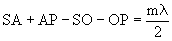 SA + AP − SO − OP = mλ/2